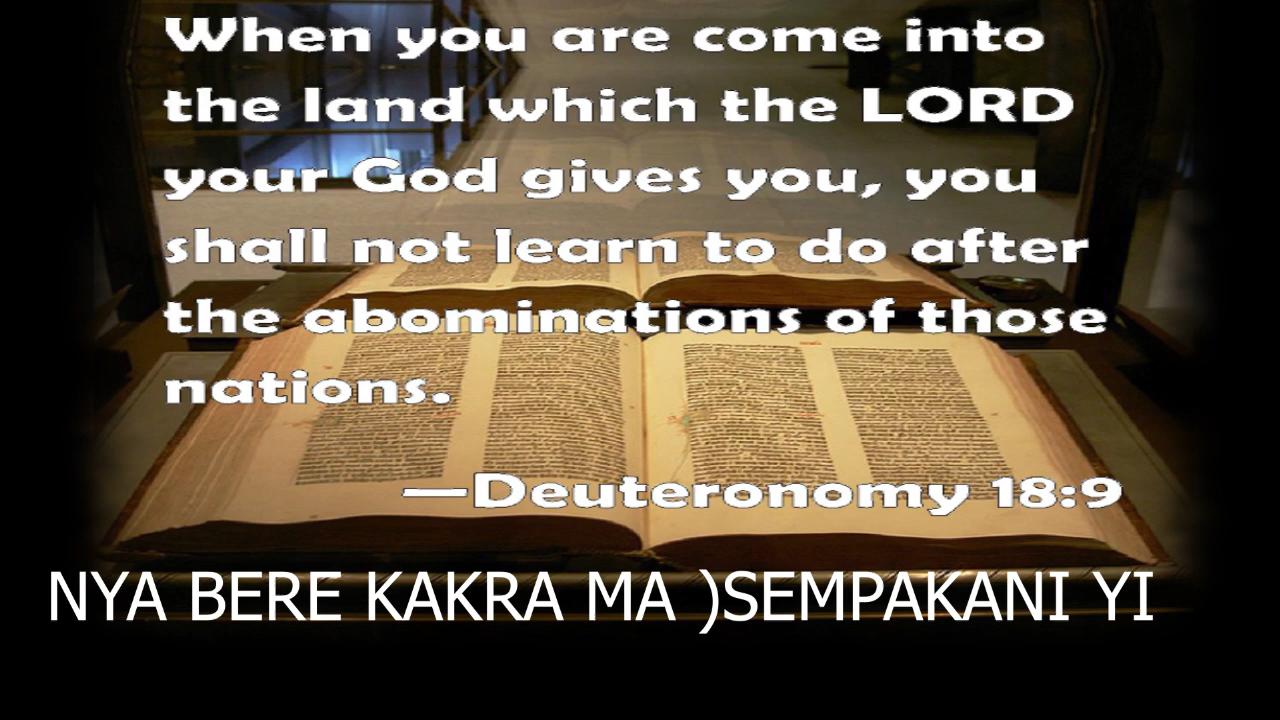 When you are come into
the land which the LORD
your God gives you, you
shall not learn to do after
the abominations of those
nations.
—Deuteronomy 18:9
NYA BERE KAKRA MA )SEMPAKANI YI